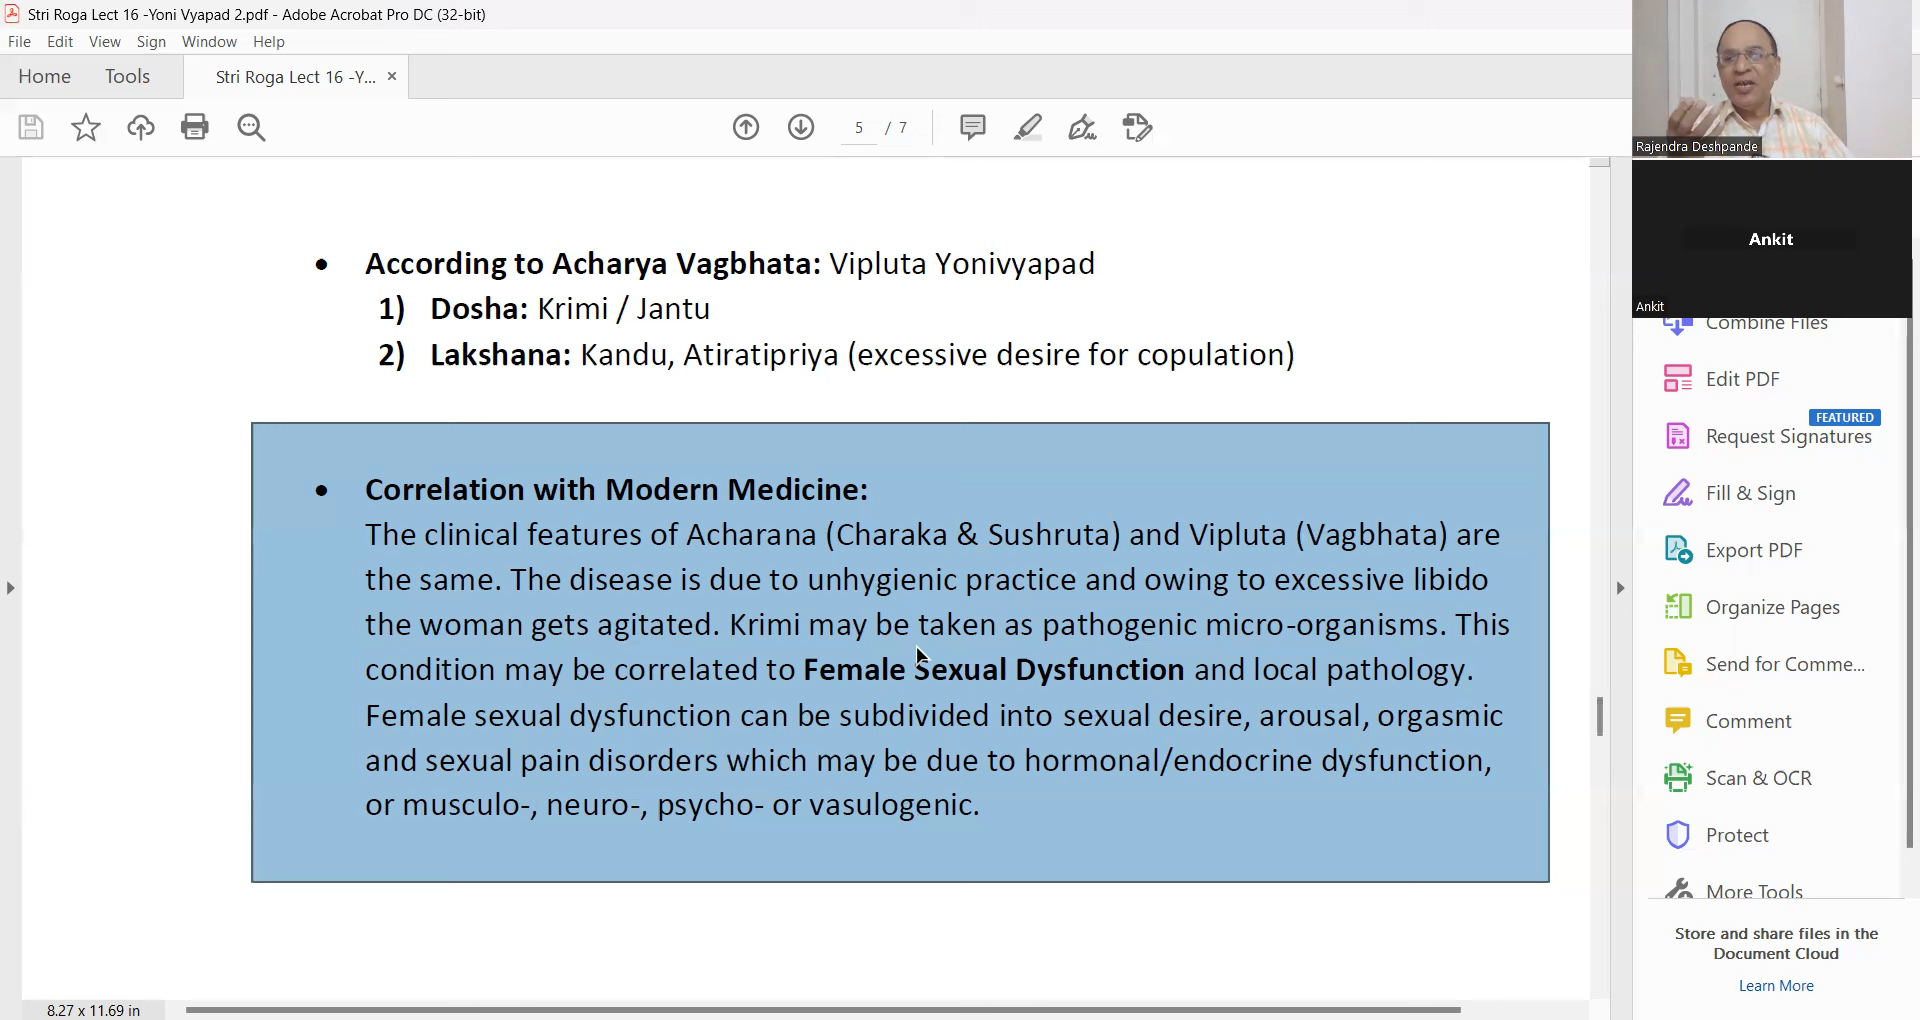 Stri Roga Lect 16 -Yoni Vyapad 2.pdf - Adobe Acrobat Pro DC (32-bit)
File Edit View Sign Window Help
Home Tools Stri Roga Lect 16 -Y... ×
5 / 7
Rajendra Deshpande
Ankit
Ankit
• According to Acharya Vagbhata: Vipluta Yonivyapad
1) Dosha: Krimi / Jantu
2) Lakshana: Kandu, Atiratipriya (excessive desire for copulation)
• Correlation with Modern Medicine:
The clinical features of Acharana (Charaka & Sushruta) and Vipluta (Vagbhata) are
the same. The disease is due to unhygienic practice and owing to excessive libido
the woman gets agitated. Krimi may be taken as pathogenic micro-organisms. This
condition may be correlated to Female Sexual Dysfunction and local pathology.
Female sexual dysfunction can be subdivided into sexual desire, arousal, orgasmic
and sexual pain disorders which may be due to hormonal/endocrine dysfunction,
or musculo-, neuro-, psycho- or vasulogenic.
Combine Files
Edit PDF
FEATURED
Request Signatures
Fill & Sign
Export PDF
Organize Pages
Send for Comme...
Comment
Scan & OCR
Protect
More Tools
Store and share files in the
Document Cloud
Learn More
8.27 x 11.69 in